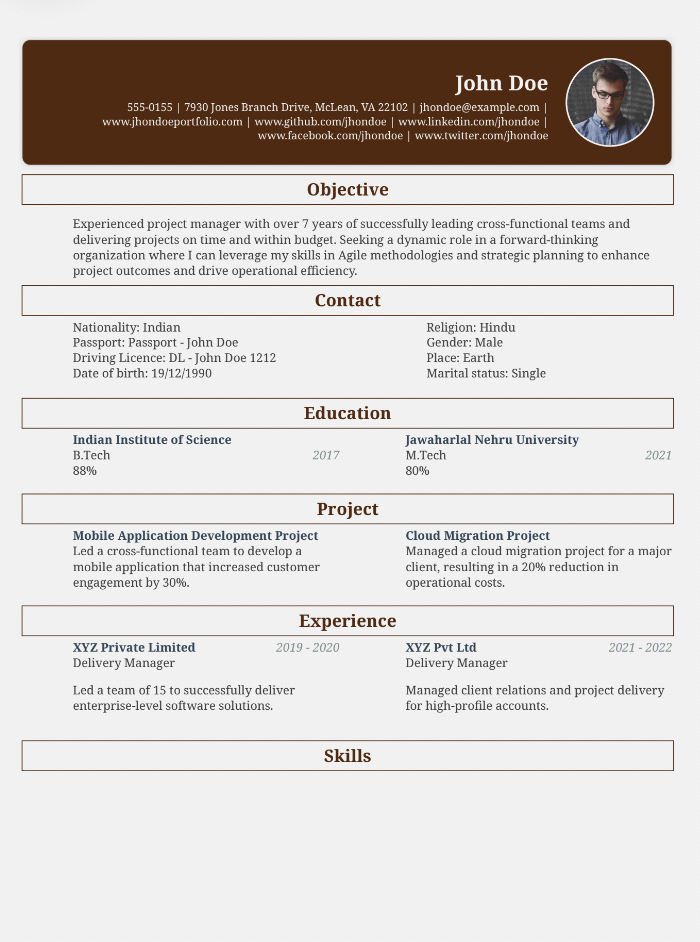 John Doe
555-0155 | 7930 Jones Branch Drive, McLean, VA 22102 | jhondoe@example.com |
www.jhondoeportfolio.com | www.github.com/jhondoe | www.linkedin.com/jhondoe |
www.facebook.com/jhondoe | www.twitter.com/jhondoe
Objective
Experienced project manager with over 7 years of successfully leading cross-functional teams and
delivering projects on time and within budget. Seeking a dynamic role in a forward-thinking
organization where I can leverage my skills in Agile methodologies and strategic planning to enhance
project outcomes and drive operational efficiency.
Contact
Nationality: Indian
Passport: Passport - John Doe
Driving Licence: DL - John Doe 1212
Date of birth: 19/12/1990
Religion: Hindu
Gender: Male
Place: Earth
Marital status: Single
Education
Indian Institute of Science
B.Tech 2017
88%
Jawaharlal Nehru University
M.Tech 2021
80%
Project
Mobile Application Development Project
Led a cross-functional team to develop a
mobile application that increased customer
engagement by 30%.
Cloud Migration Project
Managed a cloud migration project for a major
client, resulting in a 20% reduction in
operational costs.
Experience
XYZ Private Limited 2019 - 2020
Delivery Manager
Led a team of 15 to successfully deliver
enterprise-level software solutions.
XYZ Pvt Ltd 2021 - 2022
Delivery Manager
Managed client relations and project delivery
for high-profile accounts.
Skills